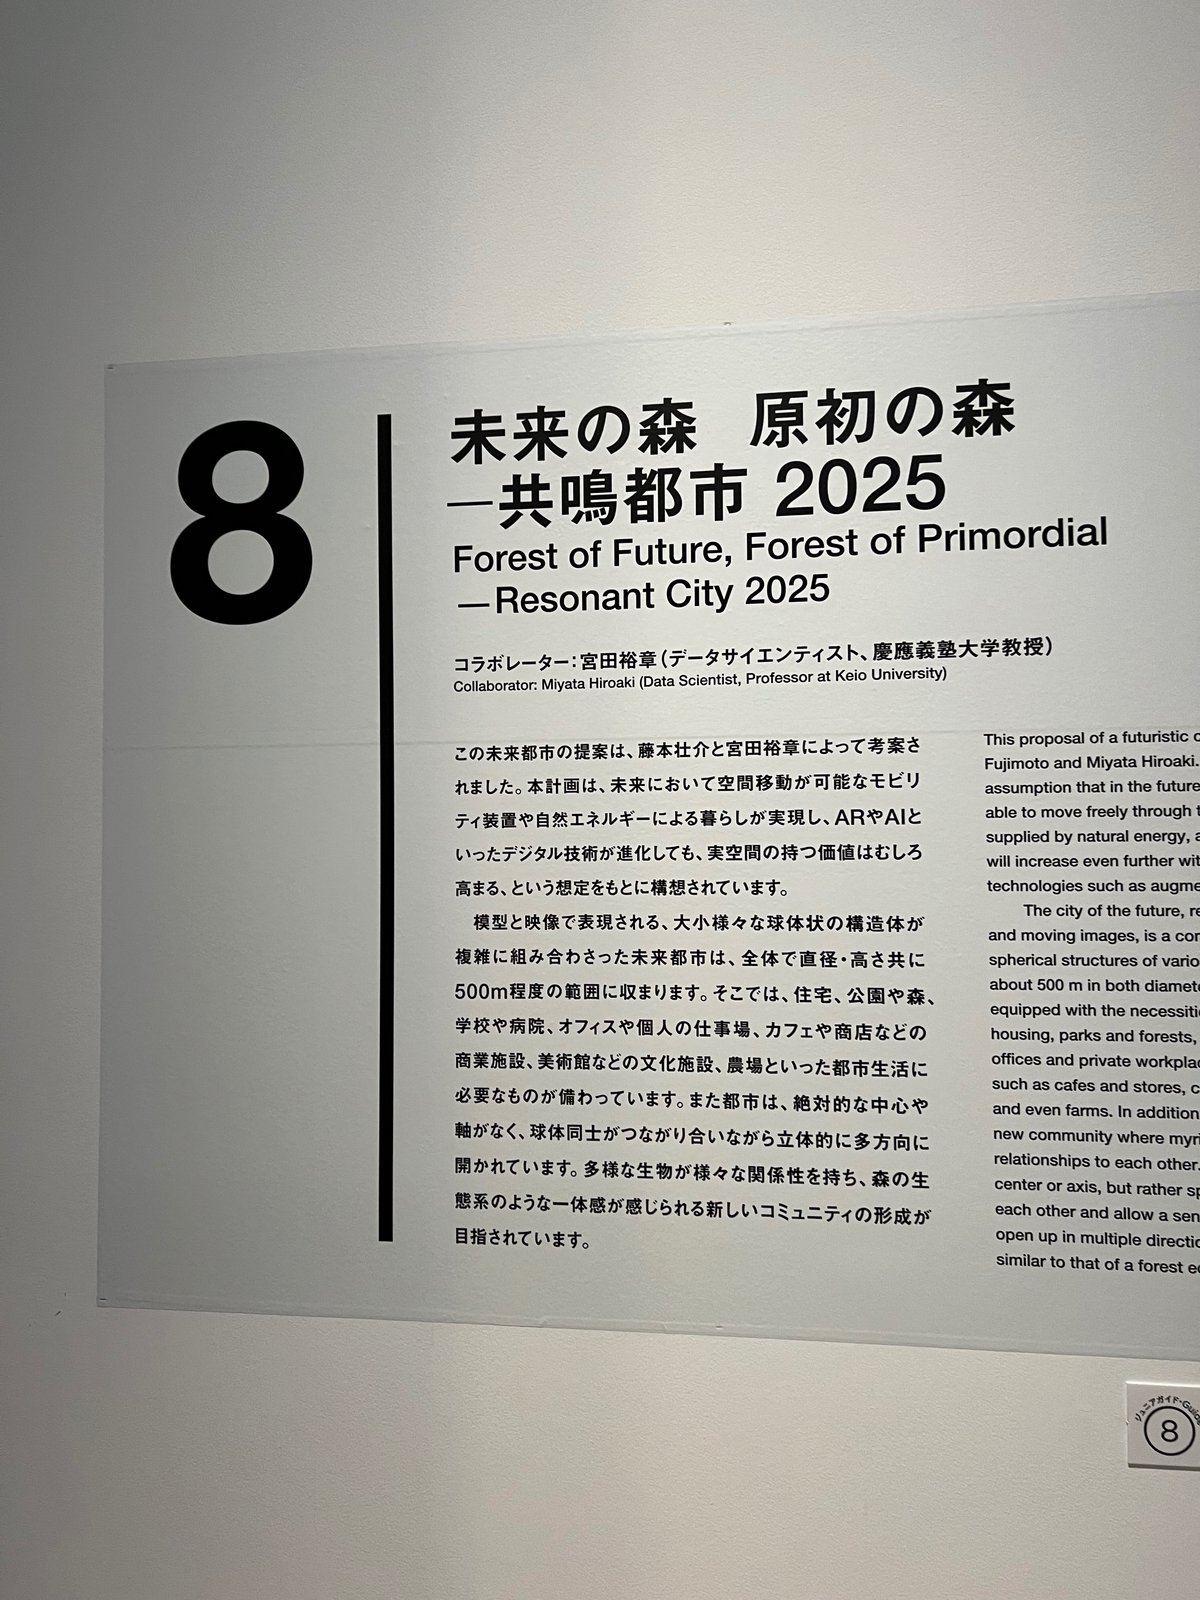 8
未来の森 原初の森
—共鳴都市 2025
Forest of Future, Forest of Primordial
—Resonant City 2025
コラボレーター：宮田裕章（データサイエンティスト、慶應義塾大学教授）
Collaborator: Miyata Hiroaki (Data Scientist, Professor at Keio University)
この未来都市の提案は、藤本壮介と宮田裕章によって考案さ
れました。本計画は、未来において空間移動が可能なモビリ
ティ装置や自然エネルギーによる暮らしが実現し、ARやAIと
いったデジタル技術が進化しても、実空間の持つ価値はむしろ
高まる、という想定をもとに構想されています。
模型と映像で表現される、大小様々な球体状の構造体が
複雑に組み合わさった未来都市は、全体で直径・高さ共に
500m程度の範囲に収まります。そこでは、住宅、公園や森、
学校や病院、オフィスや個人の仕事場、カフェや商店などの
商業施設、美術館などの文化施設、農場といった都市生活に
必要なものが備わっています。また都市は、絶対的な中心や
軸がなく、球体同士がつながり合いながら立体的に多方向に
開かれています。多様な生物が様々な関係性を持ち、森の生
態系のような一体感が感じられる新しいコミュニティの形成が
目指されています。
This proposal of a futuristic
Fujimoto and Miyata Hiroaki.
assumption that in the future
able to move freely through
supplied by natural energy,
will increase even further
technologies such as
The city of the future,
and moving images, is a
spherical structures of
about 500 m in both
equipped with the
housing, parks and forests,
offices and private
such as cafes and stores,
and even farms. In addition
new community where
relationships to each other.
center or axis, but rather
each other and allow a
open up in multiple
similar to that of a forest
ジュニアガイド・
8